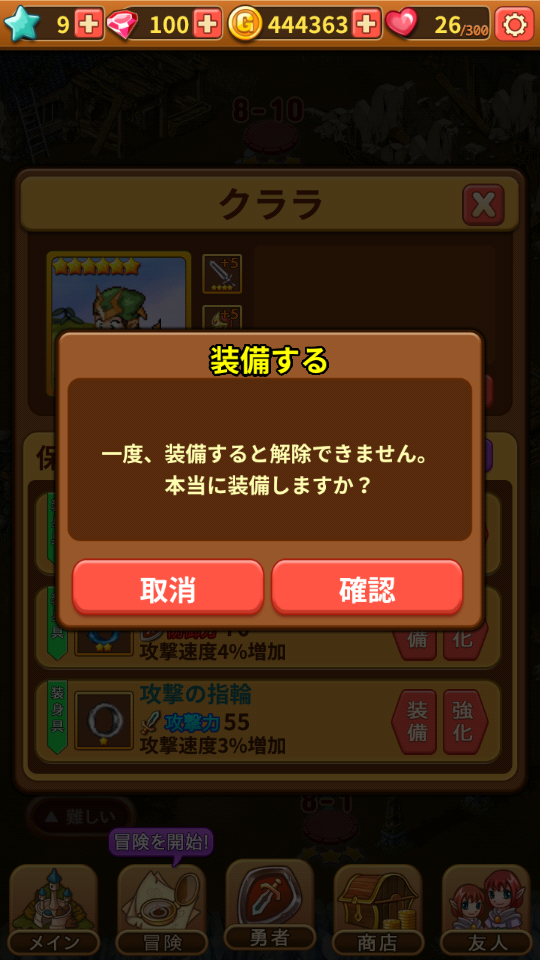 9
100
444363
26/300
8-10
クララ
+5
+5
装備する
一度、装備すると解除できません。
本当に装備しますか？
取消
確認
攻撃速度4%増加
備
化
装身具
攻撃の指輪
攻撃力 55
攻撃速度3%増加
装備
強化
8-1
▲ 難しい
冒険を開始!
メイン
冒険
勇者
商店
友人